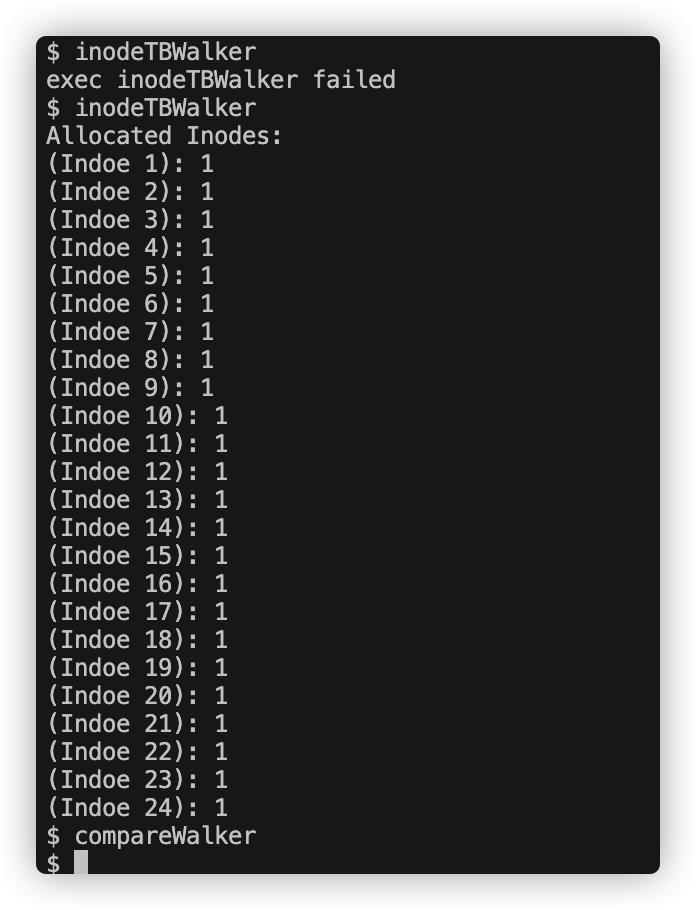 $ inodeTBWalker
exec inodeTBWalker failed
$ inodeTBWalker
Allocated Inodes:
(Indoe 1): 1
(Indoe 2): 1
(Indoe 3): 1
(Indoe 4): 1
(Indoe 5): 1
(Indoe 6): 1
(Indoe 7): 1
(Indoe 8): 1
(Indoe 9): 1
(Indoe 10): 1
(Indoe 11): 1
(Indoe 12): 1
(Indoe 13): 1
(Indoe 14): 1
(Indoe 15): 1
(Indoe 16): 1
(Indoe 17): 1
(Indoe 18): 1
(Indoe 19): 1
(Indoe 20): 1
(Indoe 21): 1
(Indoe 22): 1
(Indoe 23): 1
(Indoe 24): 1
$ compareWalker
$